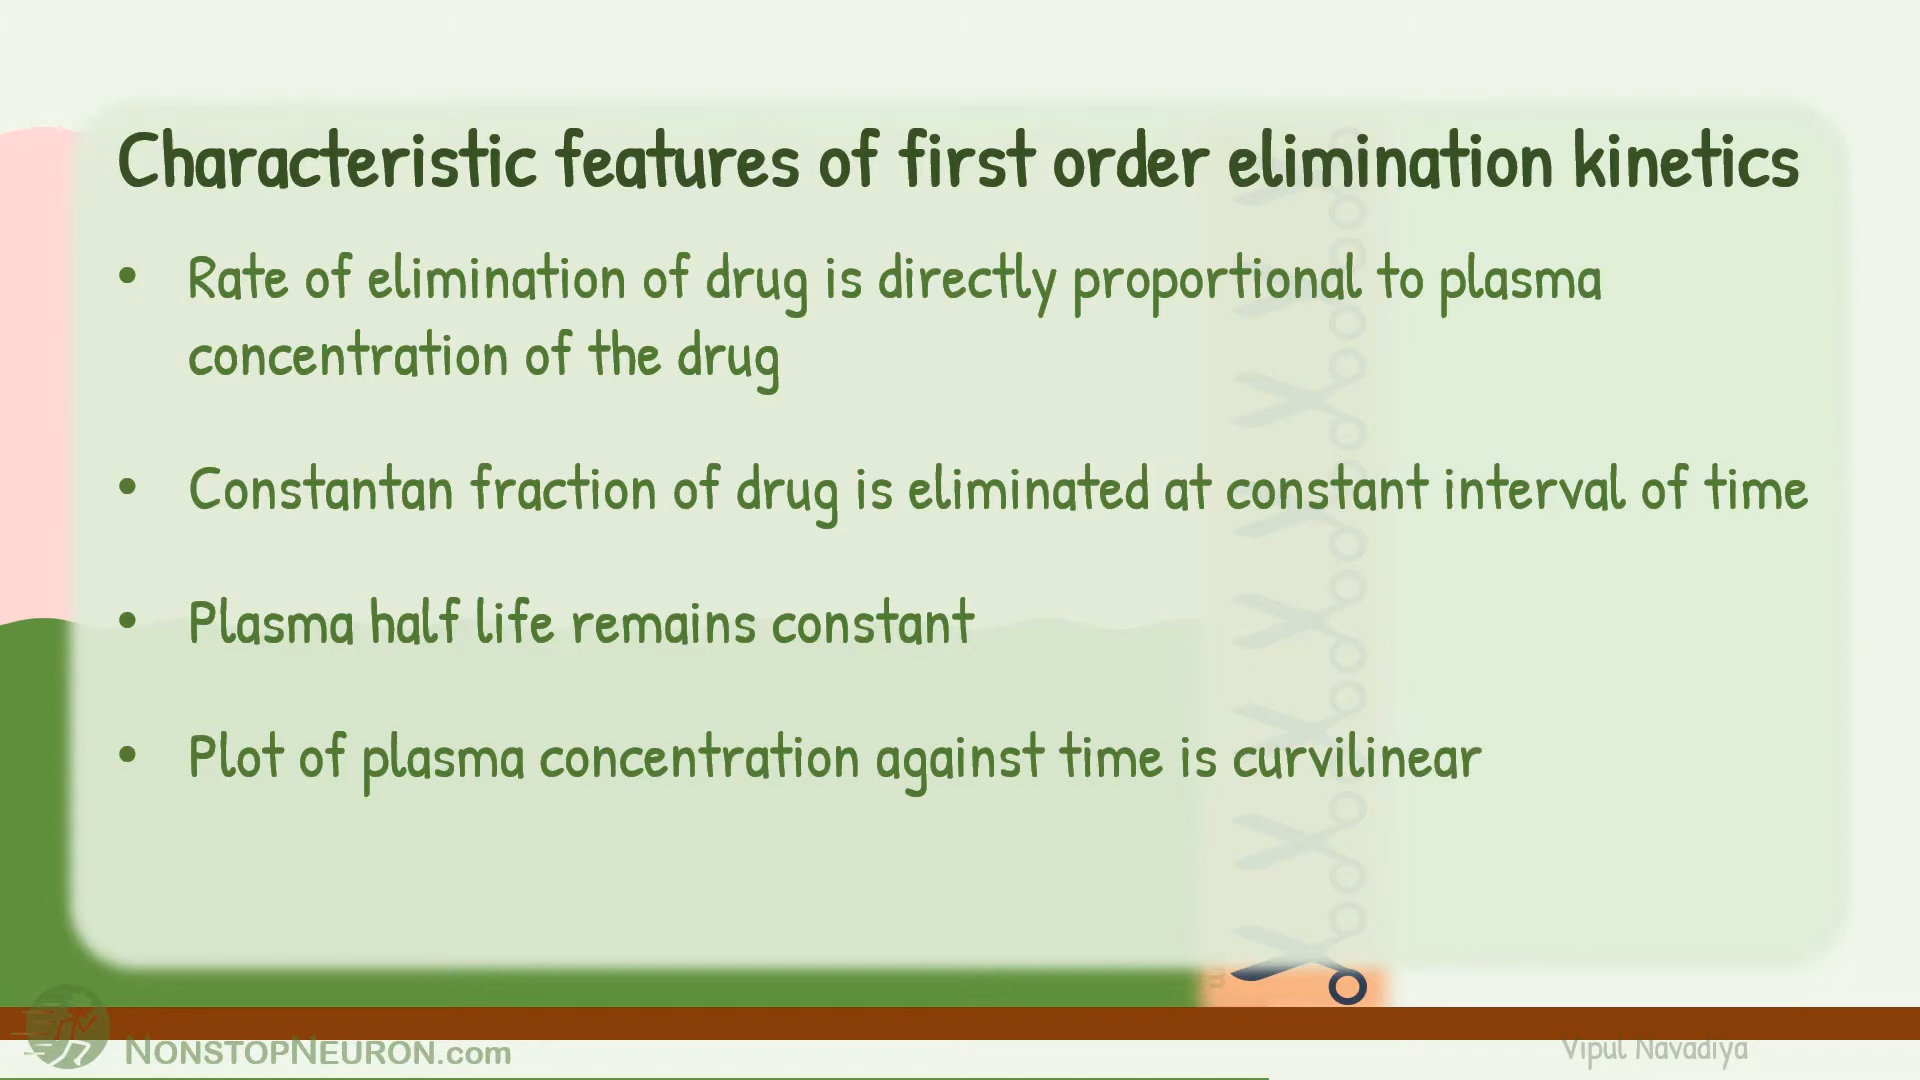 Characteristic features of first order elimination kinetics
• Rate of elimination of drug is directly proportional to plasma
concentration of the drug
• Constantan fraction of drug is eliminated at constant interval of time
• Plasma half life remains constant
• Plot of plasma concentration against time is curvilinear
NONSTOPNEURON.com
Vipul Navadiya